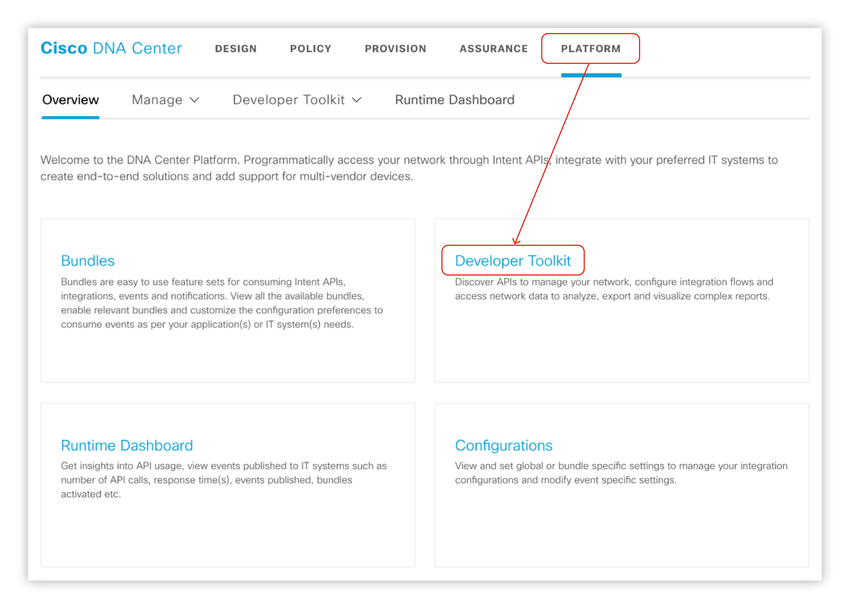 Cisco DNA Center DESIGN POLICY PROVISION ASSURANCE PLATFORM
Overview Manage Developer Toolkit Runtime Dashboard
Welcome to the DNA Center Platform. Programmatically access your network through Intent APIs, integrate with your preferred IT systems to
create end-to-end solutions and add support for multi-vendor devices.
Bundles
Bundles are easy to use feature sets for consuming Intent APIs,
integrations, events and notifications. View all the available bundles,
enable relevant bundles and customize the configuration preferences to
consume events as per your application(s) or IT system(s) needs.
Developer Toolkit
Discover APIs to manage your network, configure integration flows and
access network data to analyze, export and visualize complex reports.
Runtime Dashboard
Get insights into API usage, view events published to IT systems such as
number of API calls, response time(s), events published, bundles
activated etc.
Configurations
View and set global or bundle specific settings to manage your integration
configurations and modify event specific settings.